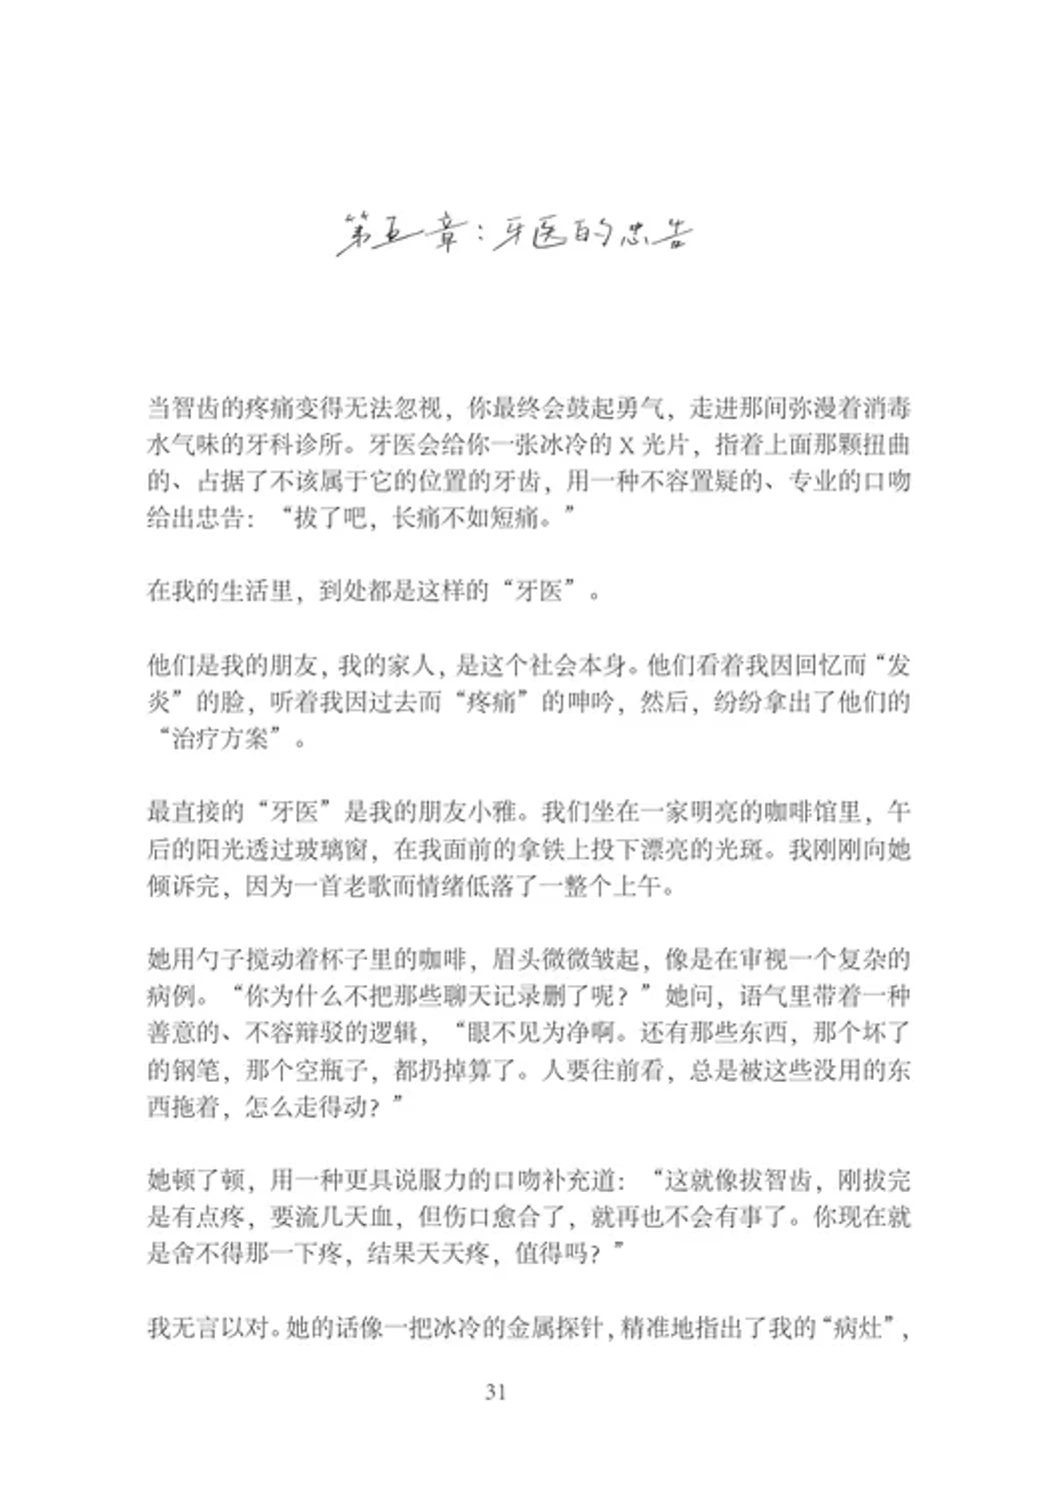 第五章：牙医的忠告
当智齿的疼痛变得无法忽视，你最终会鼓起勇气，走进那间弥漫着消毒
水气味的牙科诊所。牙医会给你一张冰冷的 X 光片，指着上面那颗扭曲
的、占据了不该属于它的位置的牙齿，用一种不容置疑的、专业的口吻
给出忠告：“拔了吧，长痛不如短痛。”
在我的生活里，到处都是这样的“牙医”。
他们是我的朋友，我的家人，是这个社会本身。他们看着我因回忆而“发
炎”的脸，听着我因过去而“疼痛”的呻吟，然后，纷纷拿出了他们的
“治疗方案”。
最直接的“牙医”是我的朋友小雅。我们坐在一家明亮的咖啡馆里，午
后的阳光透过玻璃窗，在我面前的拿铁上投下漂亮的光斑。我刚刚向她
倾诉完，因为一首老歌而情绪低落了一整个上午。
她用勺子搅动着杯子里的咖啡，眉头微微皱起，像是在审视一个复杂的
病例。“你为什么不把那些聊天记录删了呢？”她问，语气里带着一种
善意的、不容辩驳的逻辑，“眼不见为净啊。还有那些东西，那个坏了
的钢笔，那个空瓶子，都扔掉算了。人要往前看，总是被这些没用的东
西拖着，怎么走得动？”
她顿了顿，用一种更具说服力的口吻补充道：“这就像拔智齿，刚拔完
是有点疼，要流几天血，但伤口愈合了，就再也不会有事了。你现在就
是舍不得那一下疼，结果天天疼，值得吗？”
我无言以对。她的话像一把冰冷的金属探针，精准地指出了我的“病灶”，
31